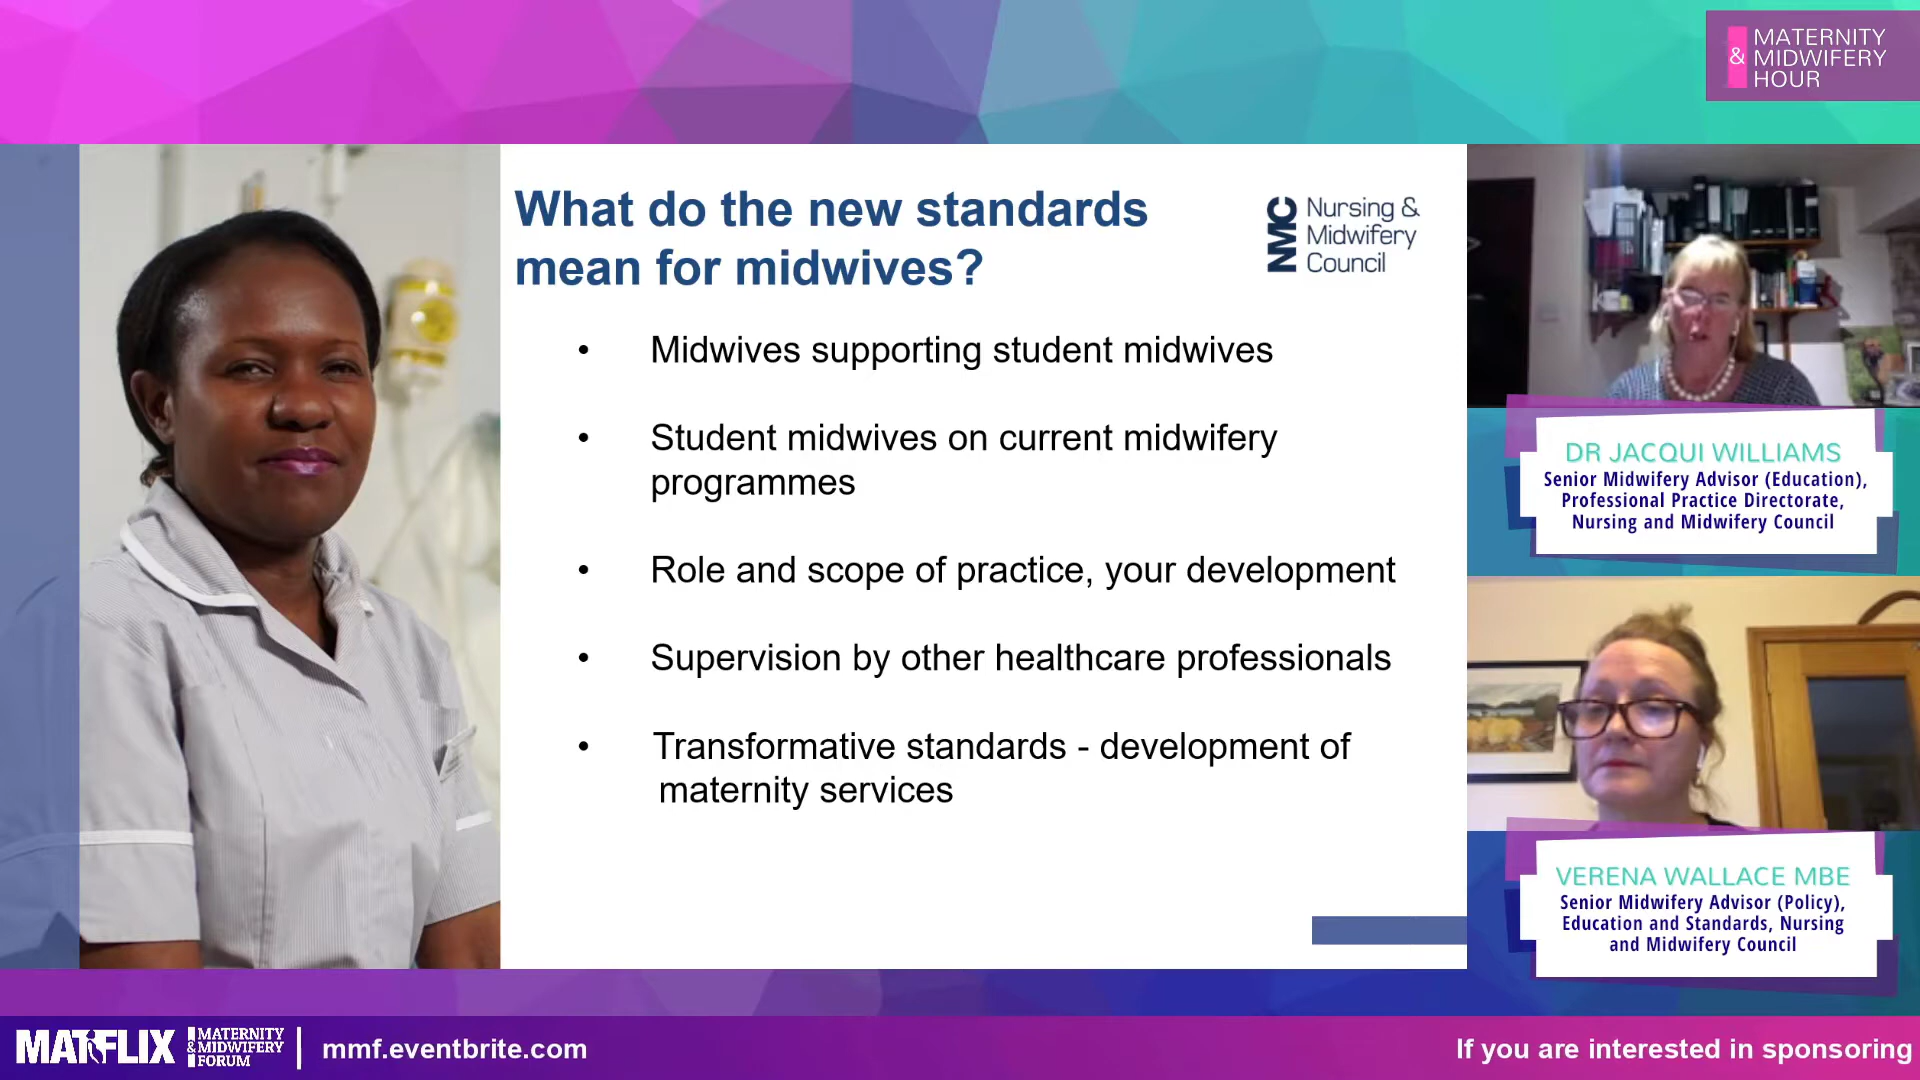 MATERNITY
& MIDWIFERY
HOUR
What do the new standards
mean for midwives?
NMC
Nursing &
Midwifery
Council
• Midwives supporting student midwives
• Student midwives on current midwifery
programmes
• Role and scope of practice, your development
• Supervision by other healthcare professionals
• Transformative standards - development of
maternity services
DR JACQUI WILLIAMS
Senior Midwifery Advisor (Education),
Professional Practice Directorate,
Nursing and Midwifery Council
VERENA WALLACE MBE
Senior Midwifery Advisor (Policy),
Education and Standards, Nursing
and Midwifery Council
MATFLIX
MATERNITY
& MIDWIFERY
FORUM
mmf.eventbrite.com
If you are interested in sponsoring